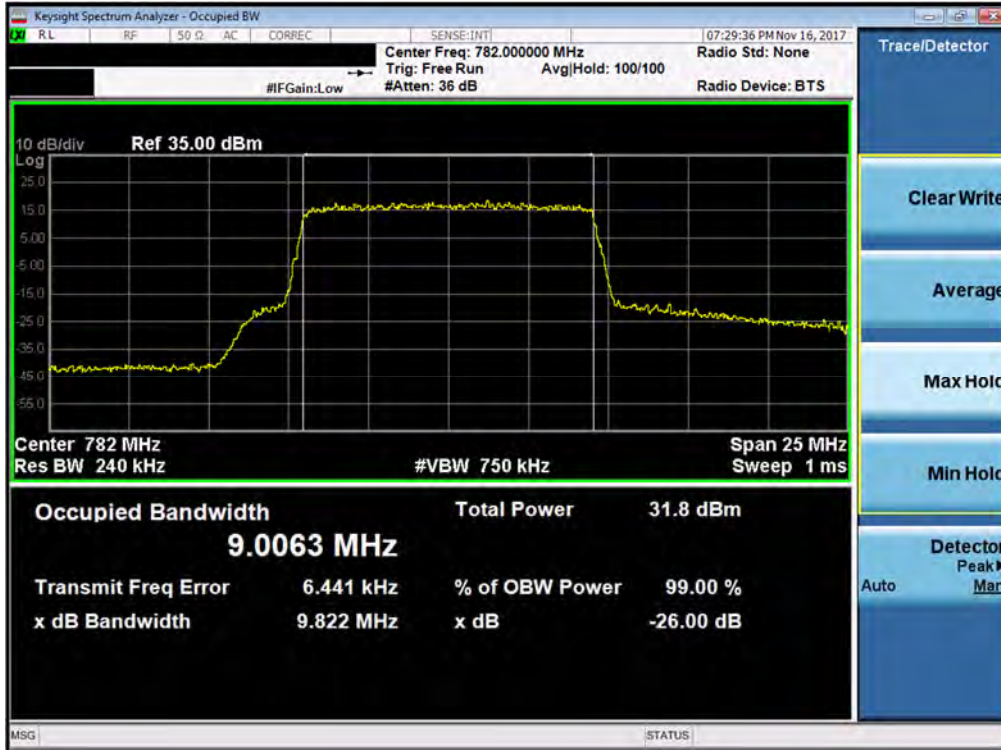 Keysight Spectrum Analyzer - Occupied BW
LXI RL RF 50 Ω AC CORREC SENSE:INT 07:29:36 PM Nov 16, 2017
Center Freq: 782.000000 MHz Radio Std: None
Trig: Free Run Avg|Hold: 100/100
#IFGain:Low #Atten: 36 dB Radio Device: BTS
Trace/Detector
10 dB/div Ref 35.00 dBm
Log
25.0
15.0
5.00
-5.00
-15.0
-25.0
-35.0
-45.0
-55.0
Center 782 MHz Span 25 MHz
Res BW 240 kHz #VBW 750 kHz Sweep 1 ms
Occupied Bandwidth Total Power 31.8 dBm
9.0063 MHz
Transmit Freq Error 6.441 kHz % of OBW Power 99.00 %
x dB Bandwidth 9.822 MHz x dB -26.00 dB
Clear Write
Average
Max Hold
Min Hold
Detector
Peak▶
Auto Man
MSG STATUS